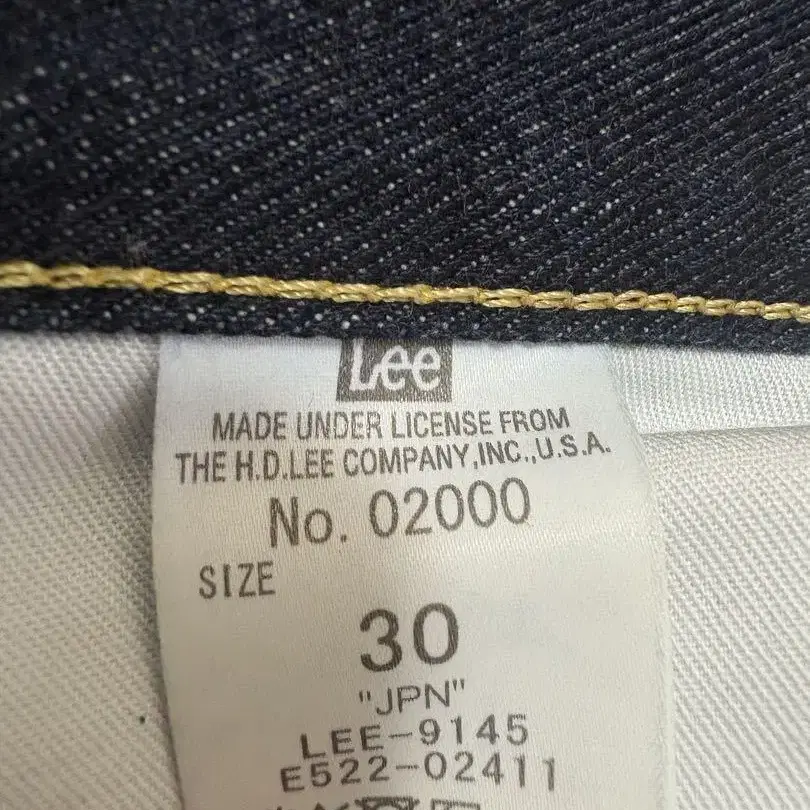 Lee
MADE UNDER LICENSE FROM
THE H.D.LEE COMPANY,INC.,U.S.A.
No. 02000
SIZE
30
"JPN"
LEE-9145
E522-02411